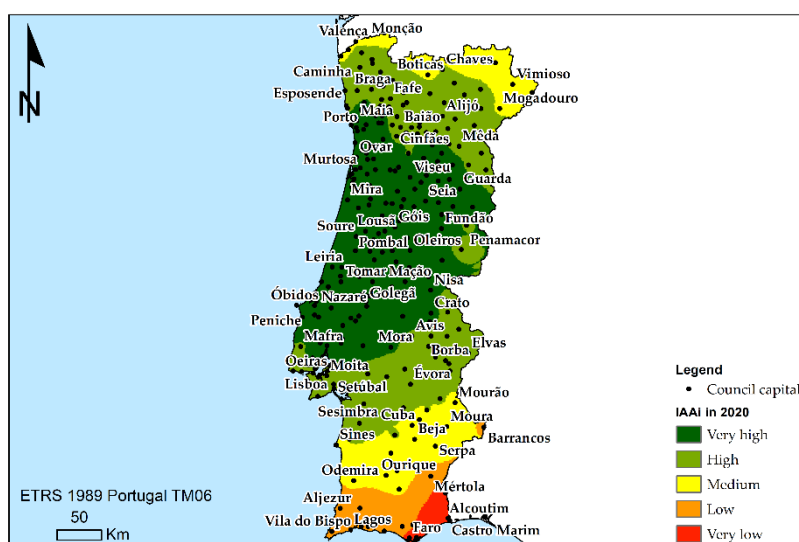 N
Valença Monção
Boticas Chaves
Caminha
Vimioso
Braga
Fafe
Esposende
Alijó
Mogadouro
Porto
Maia
Baião
Cinfães
Mêda
Ovar
Murtosa
Viseu
Guarda
Mira
Seia
Soure
Lousã Góis Fundão
Pombal
Oleiros Penamacor
Leiria
Tomar Mação
Nisa
Óbidos Nazaré Golegã
Crato
Peniche
Avis
Mafra
Mora
Elvas
Borba
Oeiras
Moita
Évora
Lisboa
Setúbal
Mourão
Sesimbra
Cuba
Moura
Beja
Barrancos
Sines
Serpa
Ourique
Odemira
Mértola
Aljezur
Alcoutim
Vila do Bispo Lagos
Faro
Castro Marim
ETRS 1989 Portugal TM06
50
Km
Legend
Council capital
IAAi in 2020
Very high
High
Medium
Low
Very low